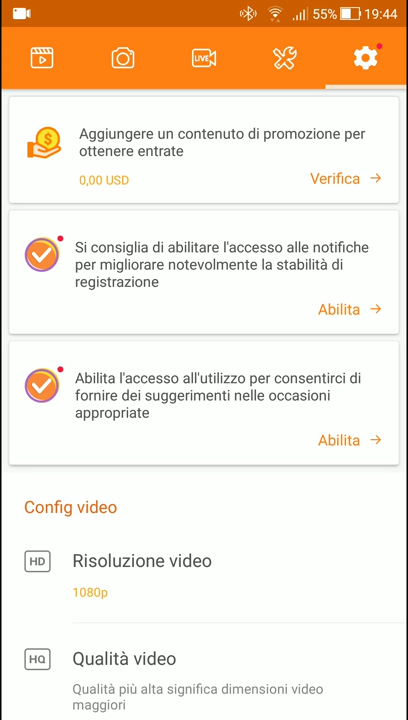 55% 19:44
LIVE
Aggiungere un contenuto di promozione per
ottenere entrate
0,00 USD
Verifica
Si consiglia di abilitare l'accesso alle notifiche
per migliorare notevolmente la stabilità di
registrazione
Abilita
Abilita l'accesso all'utilizzo per consentirci di
fornire dei suggerimenti nelle occasioni
appropriate
Abilita
Config video
HD
Risoluzione video
1080p
HQ
Qualità video
Qualità più alta significa dimensioni video
maggiori